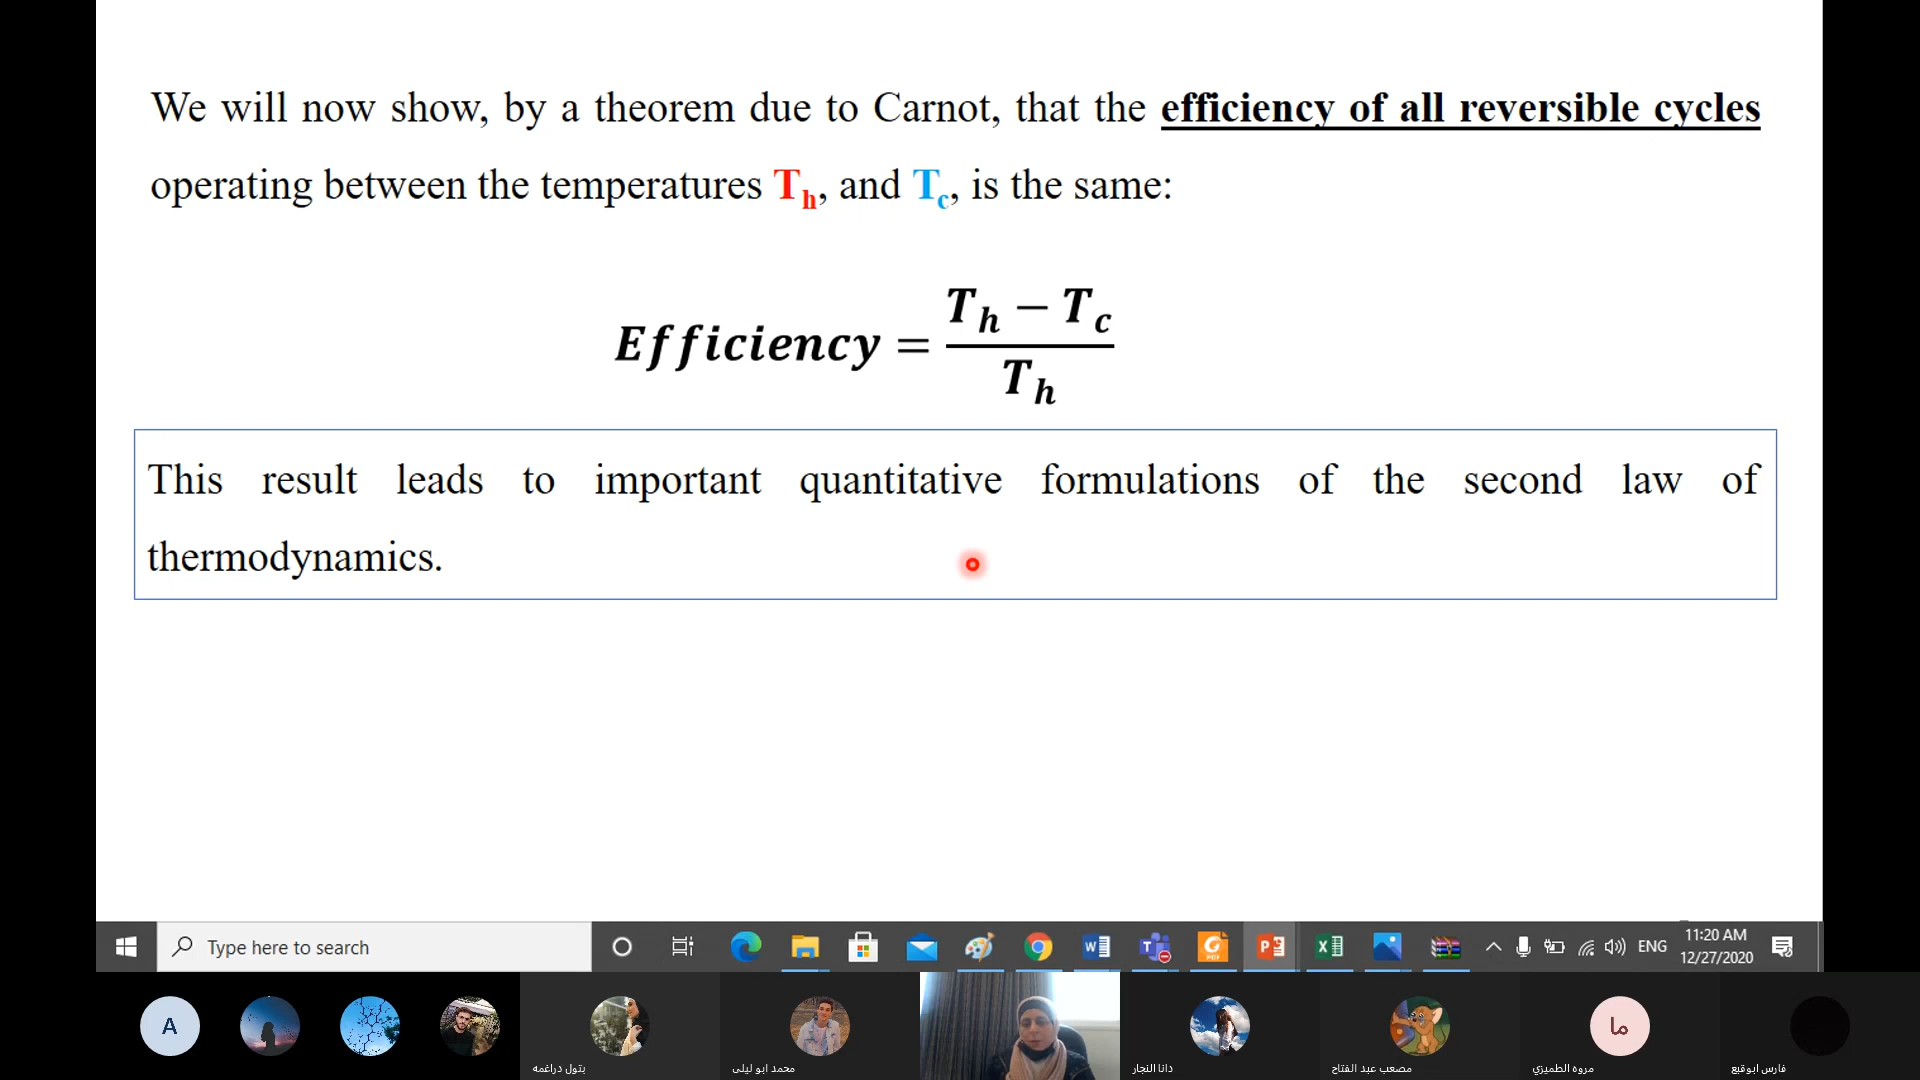 We will now show, by a theorem due to Carnot, that the efficiency of all reversible cycles
operating between the temperatures Th, and Tc, is the same:
Efficiency = Th − Tc / Th
This result leads to important quantitative formulations of the second law of
thermodynamics.
Type here to search
ENG
11:20 AM
12/27/2020
A
ما
بتول دراغمه
محمد ابو ليلى
دانا النجار
مصعب عبد الفتاح
مروه الطميزي
فارس ابوقبع